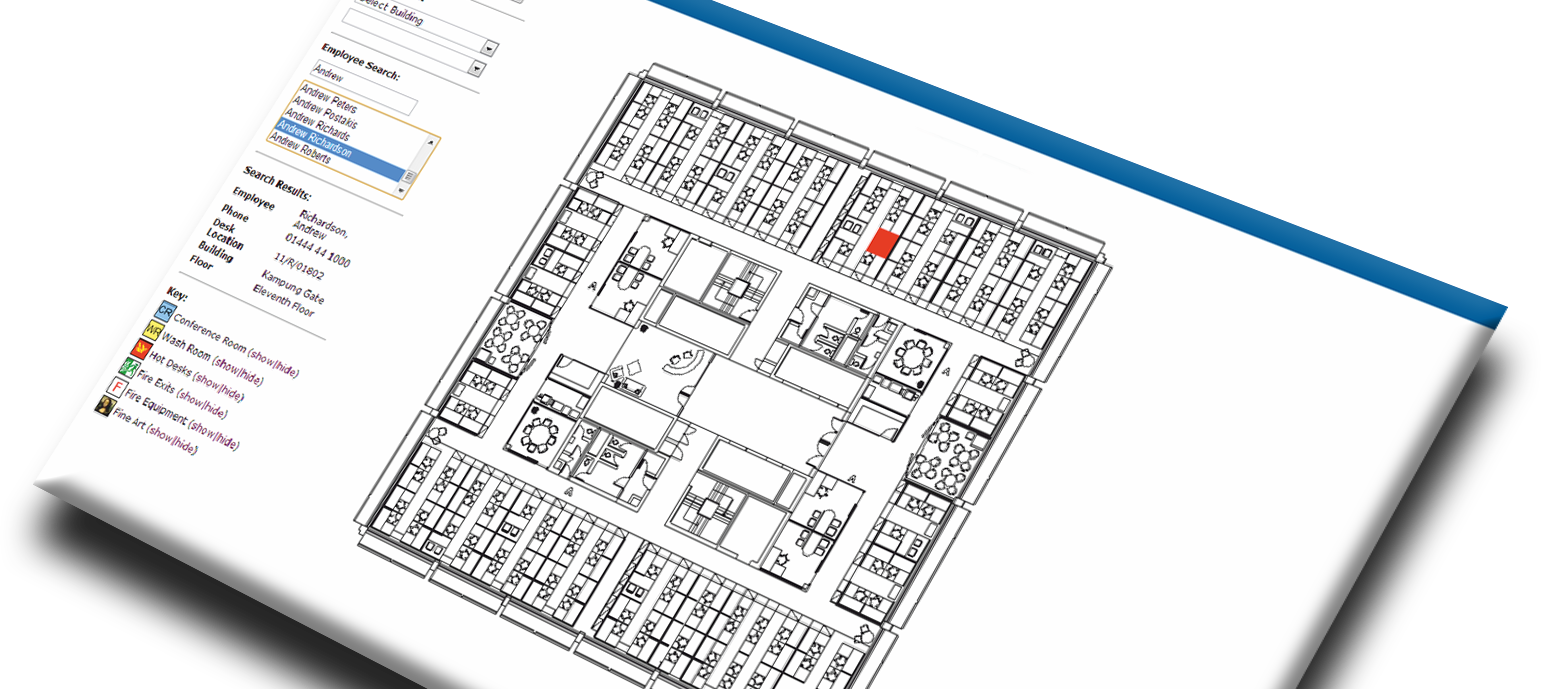 Select Building
Employee Search:
Andrew
Andrew Peters
Andrew Postakis
Andrew Richards
Andrew Richardson
Andrew Roberts
Search Results:
Employee Richardson, Andrew
Phone 01444 44 1000
Desk Location 11/R/01802
Building Kampung Gate
Floor Eleventh Floor
Key:
CR Conference Room (show|hide)
WR Wash Room (show|hide)
Hot Desks (show|hide)
Fire Exits (show|hide)
F Fire Equipment (show|hide)
Fine Art (show|hide)
A
A
A
A